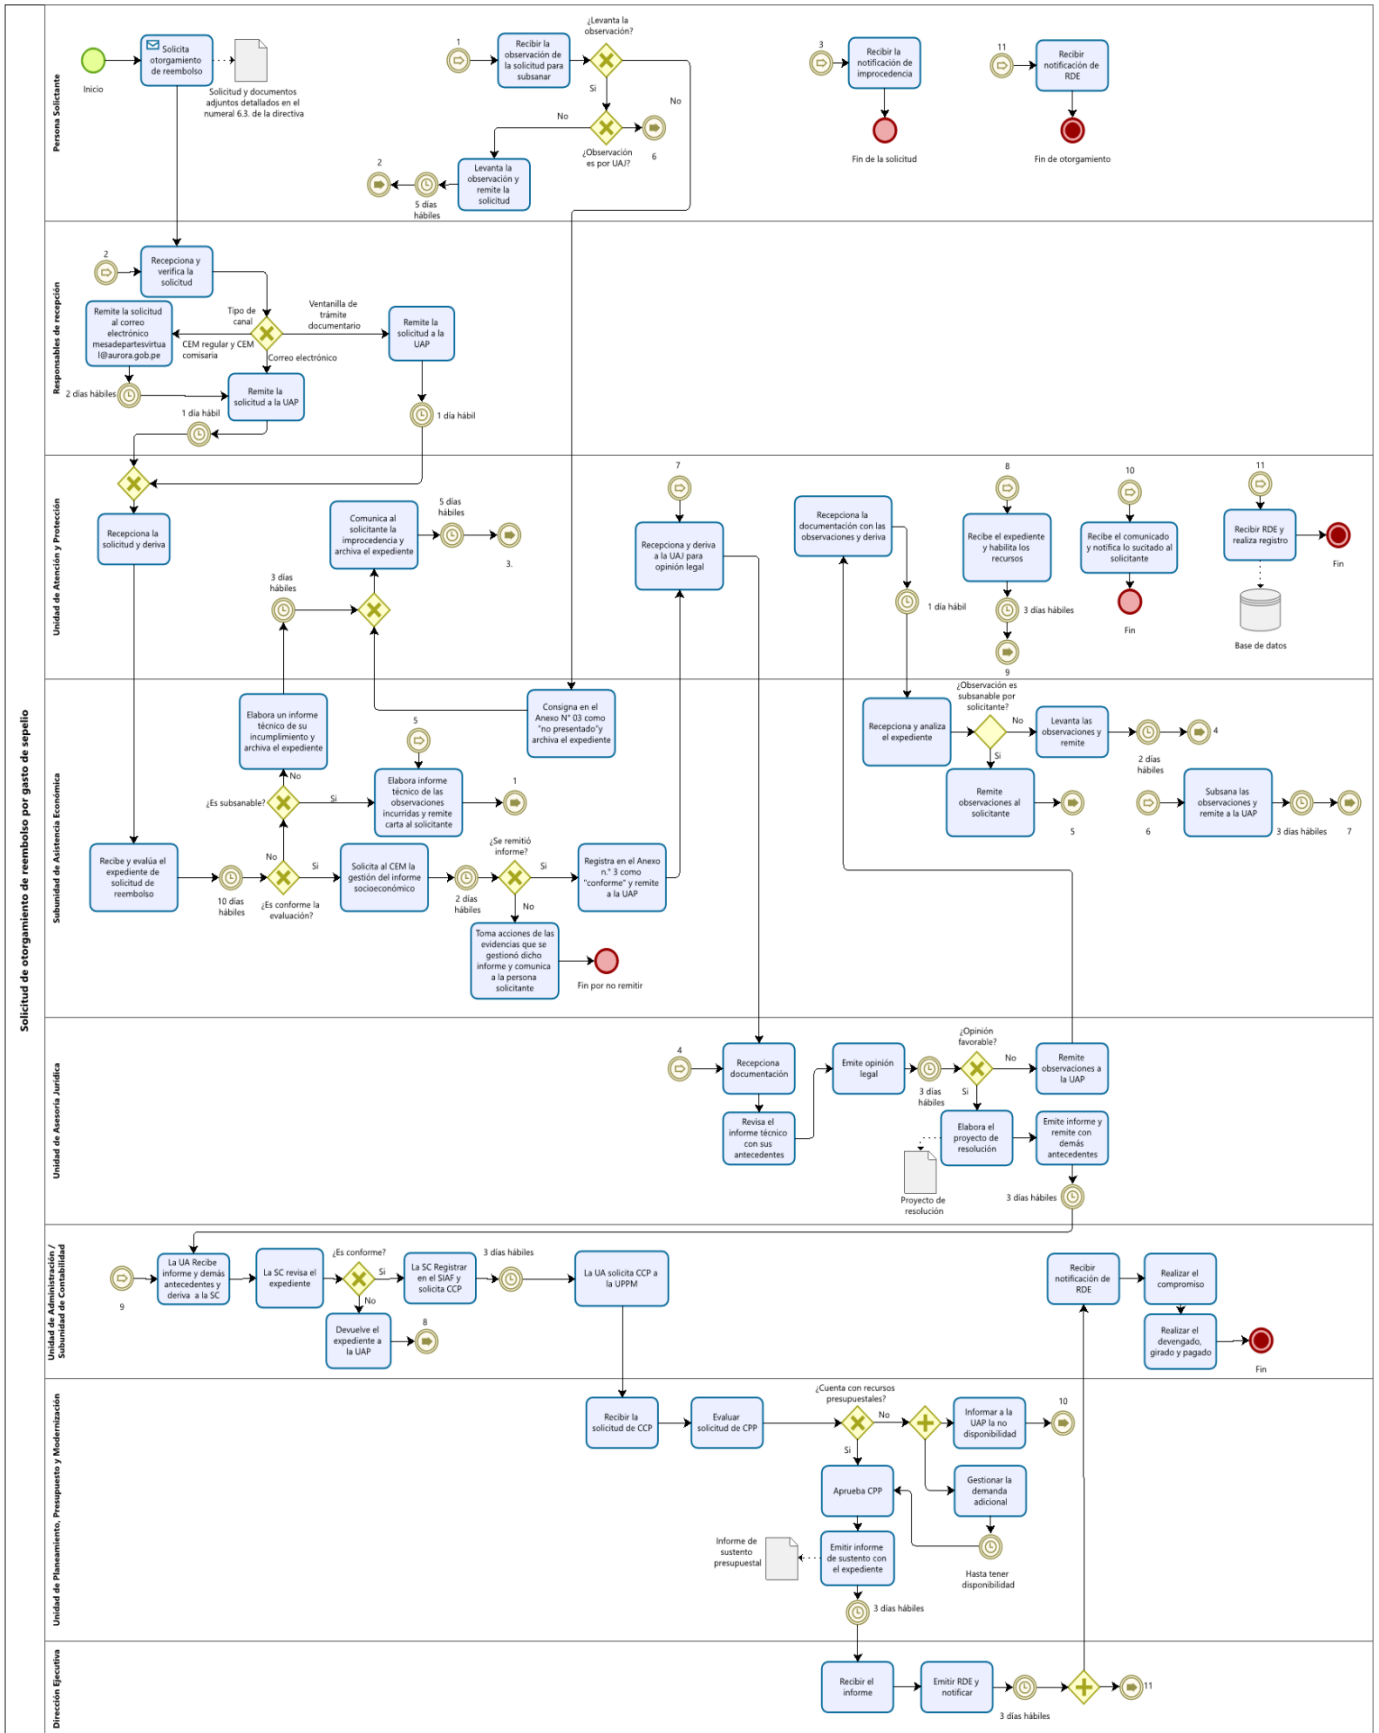 Solicitud de otorgamiento de reembolso por gasto de sepelio
Persona Solictante
Inicio
Solicita
otorgamiento
de reembolso
Solicitud y documentos
adjuntos detallados en el
numeral 6.3. de la directiva
1
Recibir la
observación de
la solicitud para
subsanar
¿Levanta la
observación?
Si
No
No
¿Observación
es por UAJ?
6
Levanta la
observación y
remite la
solicitud
5 días
hábiles
2
3
Recibir la
notificación de
improcedencia
Fin de la solicitud
11
Recibir
notificación de
RDE
Fin de otorgamiento
Responsables de recepción
2
Recepciona y
verifica la
solicitud
Tipo de
canal
Ventanilla de
trámite
documentario
Remite la solicitud
al correo
electrónico
mesadepartesvirtua
l@aurora.gob.pe
CEM regular y CEM
comisaria
Correo electrónico
Remite la
solicitud a la
UAP
2 días hábiles
Remite la
solicitud a la UAP
1 día hábil
1 día hábil
Unidad de Atención y Protección
Recepciona la
solicitud y deriva
Comunica al
solicitante la
improcedencia y
archiva el expediente
5 días
hábiles
3.
3 días
hábiles
7
Recepciona y deriva
a la UAJ para
opinión legal
Recepciona la
documentación con las
observaciones y deriva
1 día hábil
8
Recibe el expediente
y habilita los
recursos
3 días hábiles
9
10
Recibe el comunicado
y notifica lo sucitado al
solicitante
Fin
11
Recibir RDE y
realiza registro
Fin
Base de datos
Subunidad de Asistencia Económica
Elabora un informe
técnico de su
incumplimiento y
archiva el expediente
No
¿Es subsanable?
Si
5
Elabora informe
técnico de las
observaciones
incurridas y remite
carta al solicitante
1
Consigna en el
Anexo N° 03 como
"no presentado"y
archiva el expediente
Recibe y evalúa el
expediente de
solicitud de
reembolso
10 días
hábiles
No
Si
¿Es conforme la
evaluación?
Solicita al CEM la
gestión del informe
socioeconómico
2 días
hábiles
¿Se remitió
informe?
Si
No
Registra en el Anexo
n.° 3 como
"conforme" y remite
a la UAP
Toma acciones de las
evidencias que se
gestionó dicho
informe y comunica
a la persona
solicitante
Fin por no remitir
Recepciona y analiza
el expediente
¿Observación es
subsanable por
solicitante?
No
Si
Levanta las
observaciones y
remite
2 días
hábiles
4
Remite
observaciones al
solicitante
5
6
Subsana las
observaciones y
remite a la UAP
3 días hábiles
7
Unidad de Asesoría Jurídica
4
Recepciona
documentación
Revisa el
informe técnico
con sus
antecedentes
Emite opinión
legal
3 días
hábiles
¿Opinión
favorable?
No
Si
Remite
observaciones a
la UAP
Elabora el
proyecto de
resolución
Proyecto de
resolución
Emite informe y
remite con
demás
antecedentes
3 días hábiles
Unidad de Administración /
Subunidad de Contabilidad
9
La UA Recibe
informe y demás
antecedentes y
deriva a la SC
La SC revisa el
expediente
¿Es conforme?
Si
No
La SC Registrar
en el SIAF y
solicita CCP
3 días hábiles
Devuelve el
expediente a
la UAP
8
La UA solicita CCP a
la UPPM
Recibir
notificación de
RDE
Realizar el
compromiso
Realizar el
devengado,
girado y pagado
Fin
Unidad de Planeamiento, Presupuesto y Modernización
Recibir la
solicitud de CCP
Evaluar
solicitud de CPP
¿Cuenta con recursos
presupuestales?
No
Si
Informar a la
UAP la no
disponibilidad
10
Aprueba CPP
Gestionar la
demanda
adicional
Hasta tener
disponibilidad
Informe de
sustento
presupuestal
Emitir informe
de sustento con
el expediente
3 días hábiles
Dirección Ejecutiva
Recibir el
informe
Emitir RDE y
notificar
3 días hábiles
11